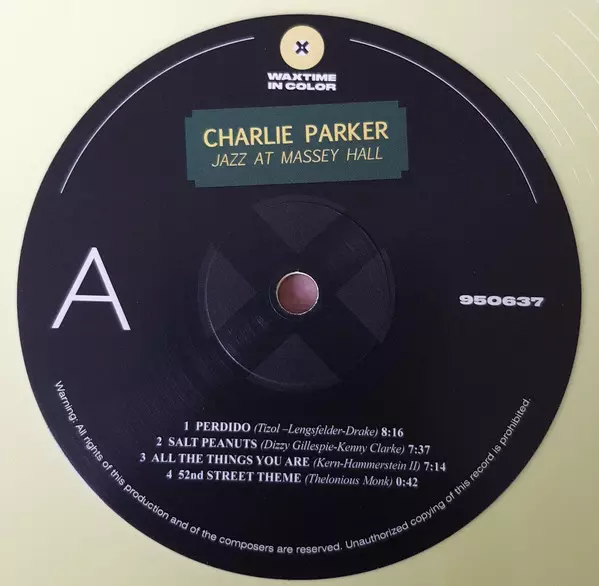 WAXTIME
IN COLOR
CHARLIE PARKER
JAZZ AT MASSEY HALL
A
950637
1 PERDIDO (Tizol –Lengsfelder-Drake) 8:16
2 SALT PEANUTS (Dizzy Gillespie-Kenny Clarke) 7:37
3 ALL THE THINGS YOU ARE (Kern-Hammerstein II) 7:14
4 52nd STREET THEME (Thelonious Monk) 0:42
Warning: All rights of this production and of the composers are reserved. Unauthorized copying of this record is prohibited.